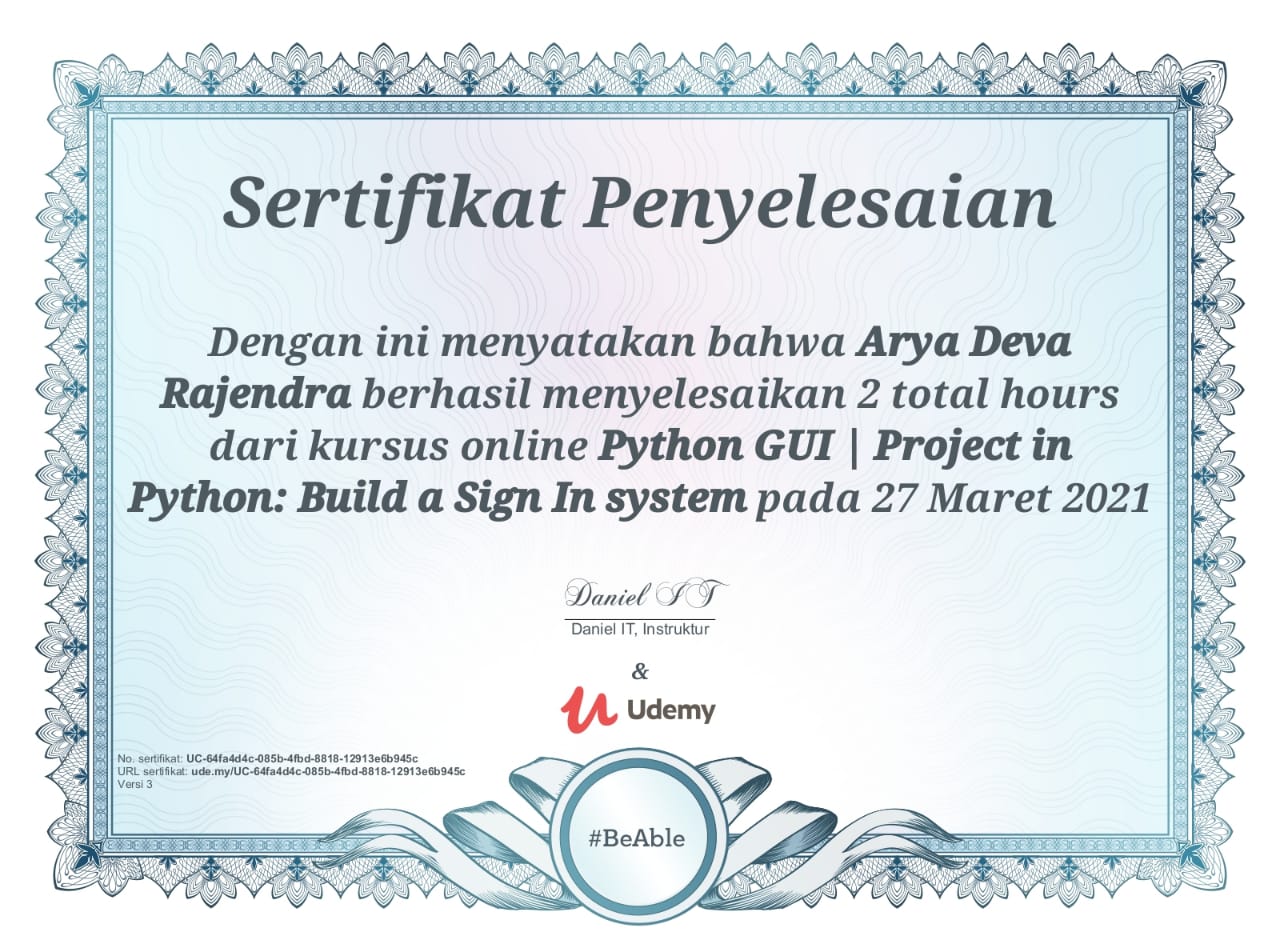 Sertifikat Penyelesaian
Dengan ini menyatakan bahwa Arya Deva
Rajendra berhasil menyelesaikan 2 total hours
dari kursus online Python GUI | Project in
Python: Build a Sign In system pada 27 Maret 2021
Daniel IT
Daniel IT, Instruktur
&
Udemy
No. sertifikat: UC-64fa4d4c-085b-4fbd-8818-12913e6b945c
URL sertifikat: ude.my/UC-64fa4d4c-085b-4fbd-8818-12913e6b945c
Versi 3
#BeAble